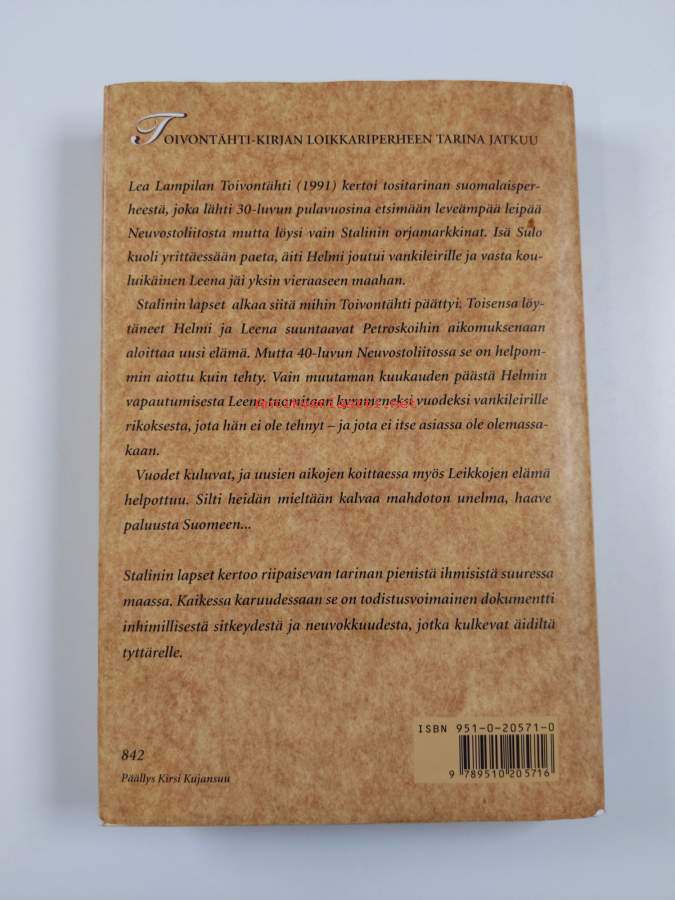 TOIVONTÄHTI-KIRJAN LOIKKARIPERHEEN TARINA JATKUU
Lea Lampilan Toivontähti (1991) kertoi tositarinan suomalaisper-
heestä, joka lähti 30-luvun pulavuosina etsimään leveämpää leipää
Neuvostoliitosta mutta löysi vain Stalinin orjamarkkinat. Isä Sulo
kuoli yrittäessään paeta, äiti Helmi joutui vankileirille ja vasta kou-
luikäinen Leena jäi yksin vieraaseen maahan.
Stalinin lapset alkaa siitä mihin Toivontähti päättyi. Toisensa löy-
täneet Helmi ja Leena suuntaavat Petroskoihin aikomuksenaan
aloittaa uusi elämä. Mutta 40-luvun Neuvostoliitossa se on helpom-
min aiottu kuin tehty. Vain muutaman kuukauden päästä Helmin
vapautumisesta Leena tuomitaan kymmeneksi vuodeksi vankileirille
rikoksesta, jota hän ei ole tehnyt – ja jota ei itse asiassa ole olemassa-
kaan.
Vuodet kuluvat, ja uusien aikojen koittaessa myös Leikkojen elämä
helpottuu. Silti heidän mieltään kalvaa mahdoton unelma, haave
paluusta Suomeen...
Stalinin lapset kertoo riipaisevan tarinan pienistä ihmisistä suuressa
maassa. Kaikessa karuudessaan se on todistusvoimainen dokumentti
inhimillisestä sitkeydestä ja neuvokkuudesta, jotka kulkevat äidiltä
tyttärelle.
ISBN 951-0-20571-0
9 789510 205716
842
Päällys Kirsi Kujansuu